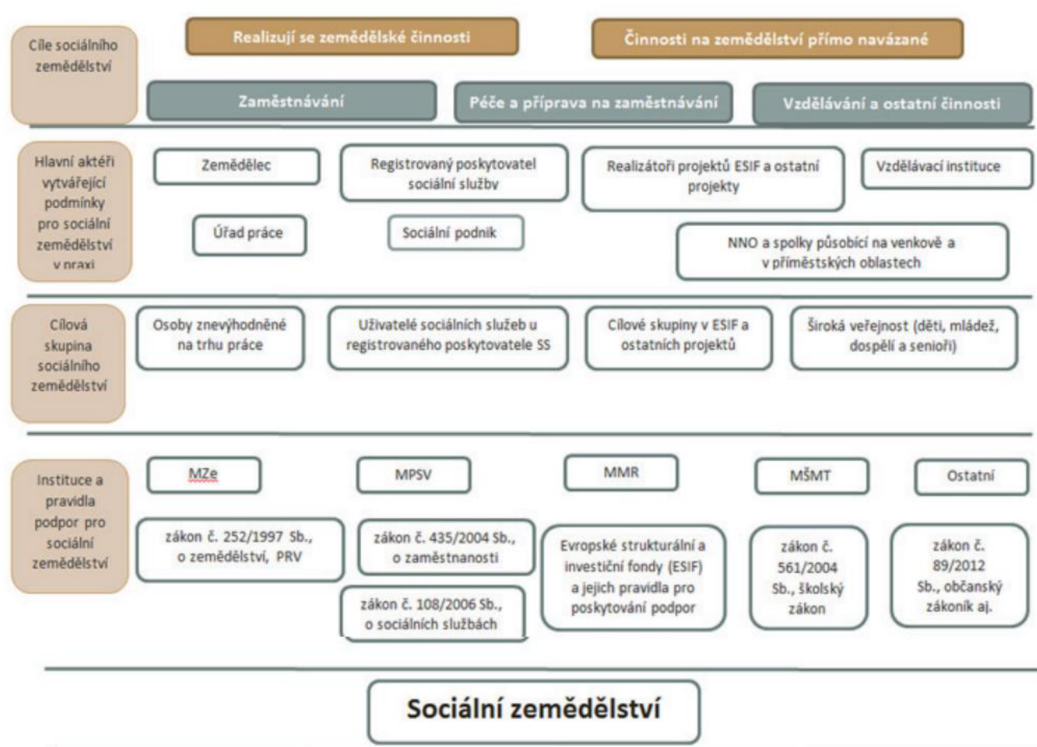 Cíle sociálního
zemědělství
Realizují se zemědělské činnosti
Činnosti na zemědělství přímo navázané
Zaměstnávání
Péče a příprava na zaměstnávání
Vzdělávání a ostatní činnosti
Hlavní aktéři
vytvářející
podmínky
pro sociální
zemědělství
v praxi
Zemědělec
Registrovaný poskytovatel
sociální služby
Realizátoři projektů ESIF a ostatní
projekty
Vzdělávací instituce
Úřad práce
Sociální podnik
NNO a spolky působící na venkově a
v příměstských oblastech
Cílová
skupina
sociálního
zemědělství
Osoby znevýhodněné
na trhu práce
Uživatelé sociálních služeb u
registrovaného poskytovatele SS
Cílové skupiny v ESIF a
ostatních projektů
Široká veřejnost (děti, mládež,
dospělí a senioři)
Instituce a
pravidla
podpor pro
sociální
zemědělství
MZe
MPSV
MMR
MŠMT
Ostatní
zákon č. 252/1997 Sb.,
o zemědělství, PRV
zákon č. 435/2004 Sb.,
o zaměstnanosti
zákon č. 108/2006 Sb.,
o sociálních službách
Evropské strukturální a
investiční fondy (ESIF)
a jejich pravidla pro
poskytování podpor
zákon č.
561/2004
Sb., školský
zákon
zákon č.
89/2012
Sb., občanský
zákoník aj.
Sociální zemědělství